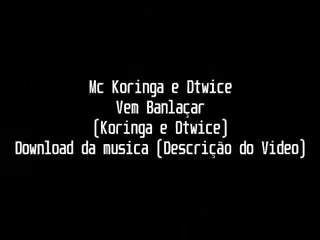 Mc Koringa e Dtwice
Vem Banlaçar
(Koringa e Dtwice)
Download da musica (Descrição do Video)